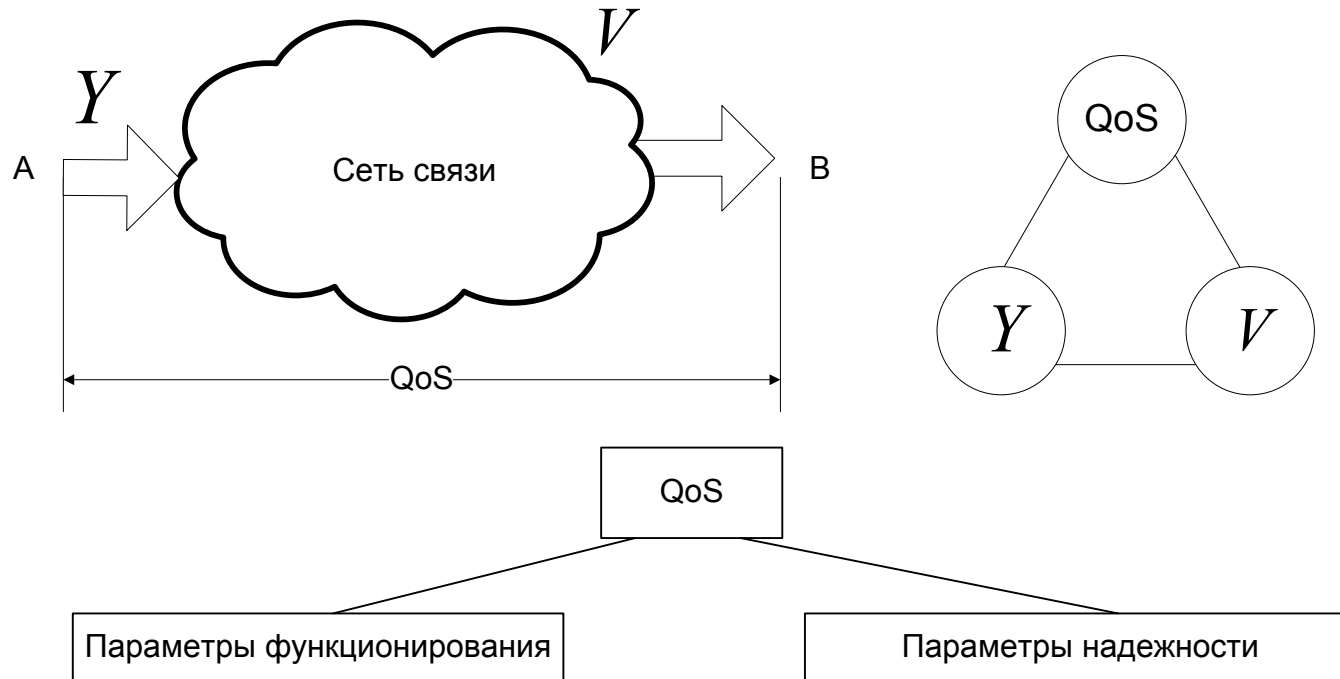 Y
V
A
Сеть связи
B
QoS
QoS
Y
V
QoS
Параметры функционирования
Параметры надежности